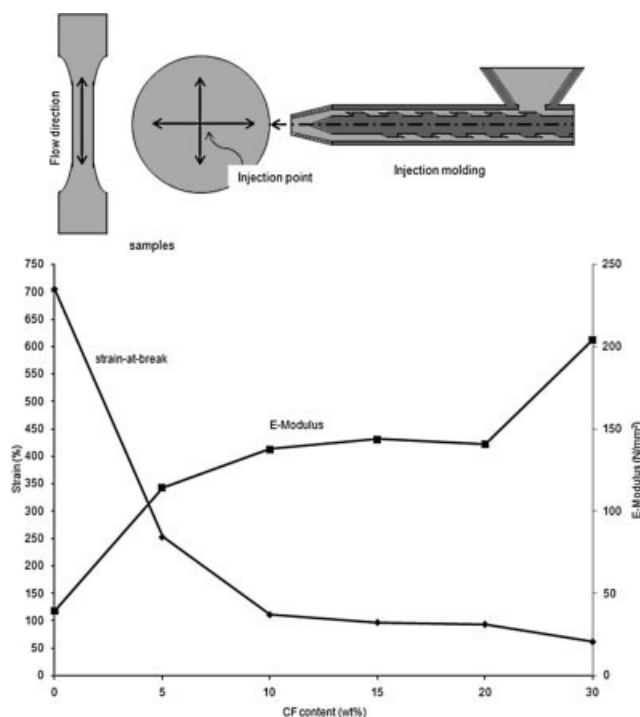 Flow direction
Injection point
Injection molding
samples
Strain (%)
750
700
650
600
550
500
450
400
350
300
250
200
150
100
50
0
strain-at-break
E-Modulus
250
200
150
100
50
0
E-Modulus (N/mm²)
0 5 10 15 20 30
CF content (wt%)